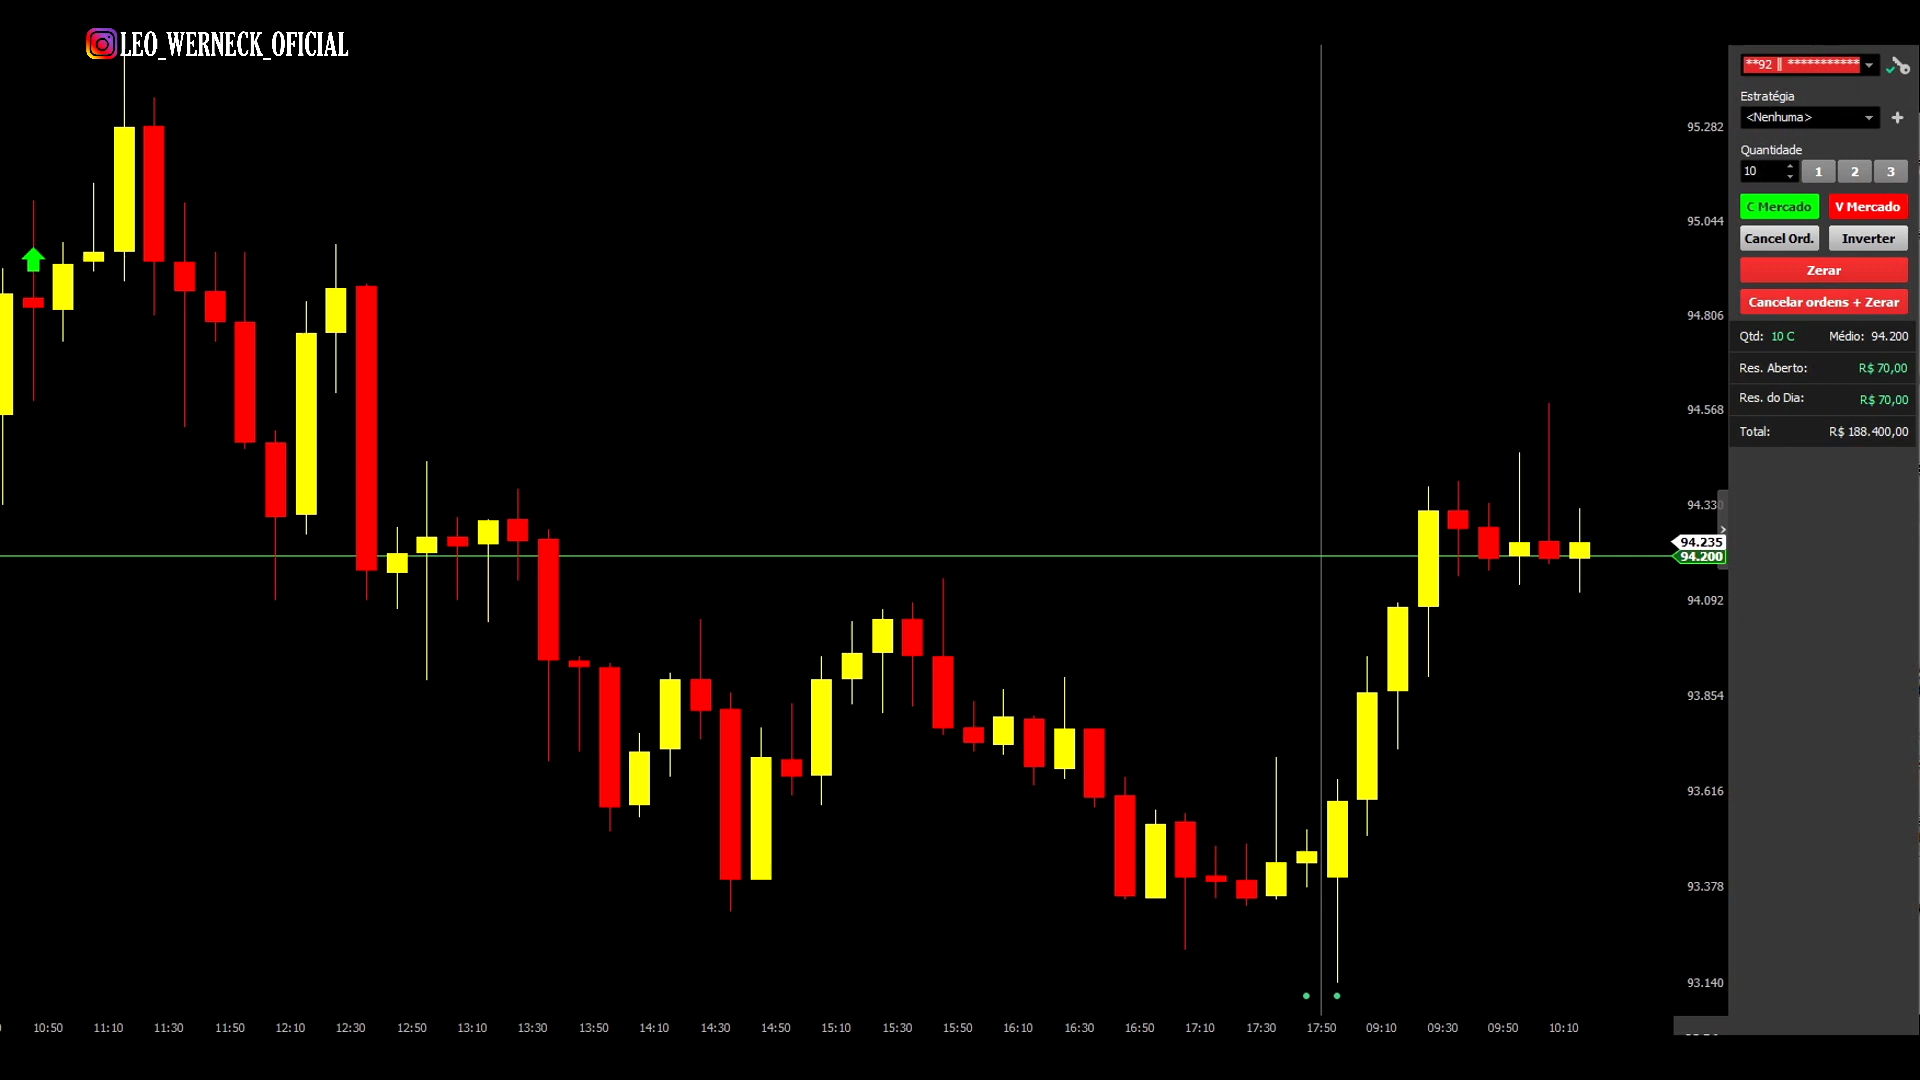 LEO_WERNECK_OFICIAL
**92 || ***********
Estratégia
<Nenhuma>
Quantidade
10 1 2 3
C Mercado V Mercado
Cancel Ord. Inverter
Zerar
Cancelar ordens + Zerar
Qtd: 10 C Médio: 94.200
Res. Aberto: R$ 70,00
Res. do Dia: R$ 70,00
Total: R$ 188.400,00
95.282
95.044
94.806
94.568
94.330
94.235
94.200
94.092
93.854
93.616
93.378
93.140
10:50 11:10 11:30 11:50 12:10 12:30 12:50 13:10 13:30 13:50 14:10 14:30 14:50 15:10 15:30 15:50 16:10 16:30 16:50 17:10 17:30 17:50 09:10 09:30 09:50 10:10